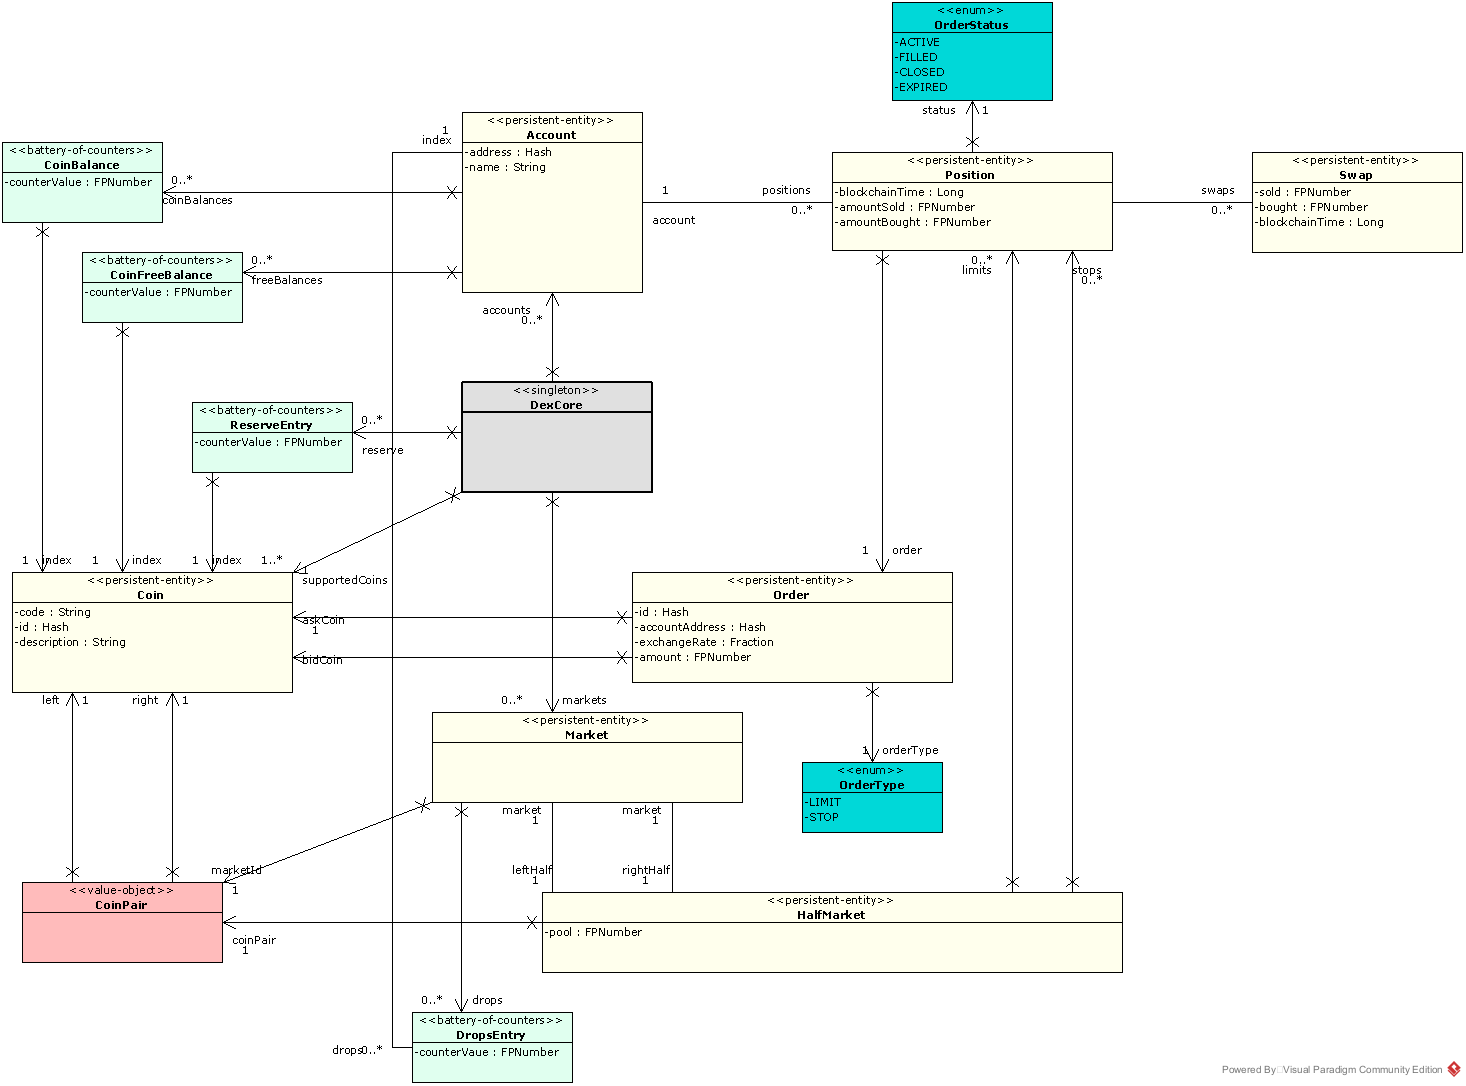 <<enum>>
OrderStatus
-ACTIVE
-FILLED
-CLOSED
-EXPIRED
status
1
1
index
<<persistent-entity>>
Account
-address : Hash
-name : String
<<battery-of-counters>>
CoinBalance
-counterValue : FPNumber
0..*
coinBalances
1
account
positions
0..*
<<persistent-entity>>
Position
-blockchainTime : Long
-amountSold : FPNumber
-amountBought : FPNumber
swaps
0..*
<<persistent-entity>>
Swap
-sold : FPNumber
-bought : FPNumber
-blockchainTime : Long
<<battery-of-counters>>
CoinFreeBalance
-counterValue : FPNumber
0..*
freeBalances
0..*
limits
stops
0..*
accounts
0..*
<<singleton>>
DexCore
<<battery-of-counters>>
ReserveEntry
-counterValue : FPNumber
0..*
reserve
1
index
1
index
1
index
1..*
supportedCoins
1
order
<<persistent-entity>>
Coin
-code : String
-id : Hash
-description : String
1
askCoin
1
bidCoin
<<persistent-entity>>
Order
-id : Hash
-accountAddress : Hash
-exchangeRate : Fraction
-amount : FPNumber
left
1
right
1
0..*
markets
<<persistent-entity>>
Market
1
orderType
<<enum>>
OrderType
-LIMIT
-STOP
market
1
market
1
marketId
1
leftHalf
1
rightHalf
1
<<value-object>>
CoinPair
coinPair
1
<<persistent-entity>>
HalfMarket
-pool : FPNumber
0..*
drops
<<battery-of-counters>>
DropsEntry
-counterVaue : FPNumber
drops
0..*
Powered By Visual Paradigm Community Edition